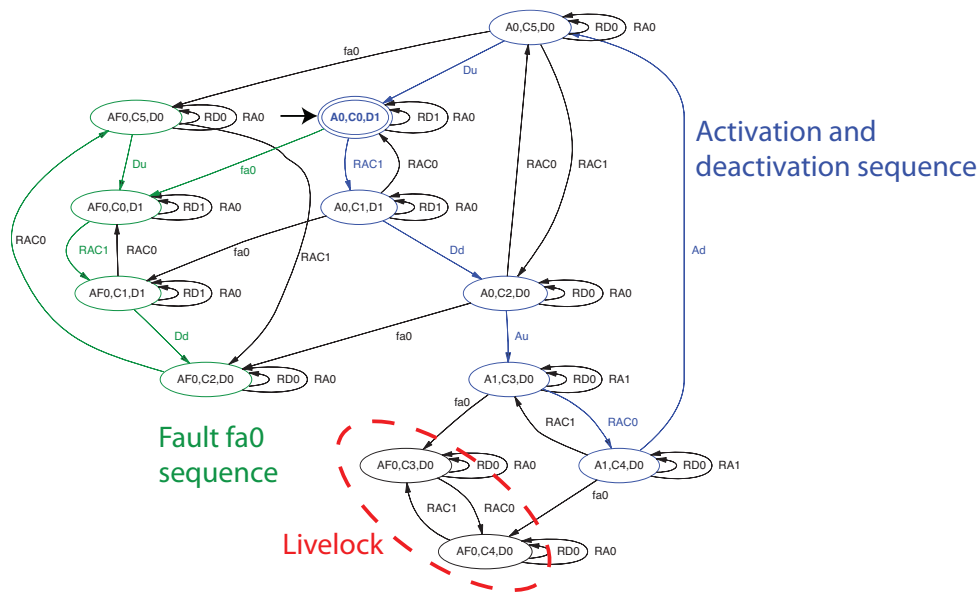 A0,C5,D0
RD0
RA0
fa0
Du
AF0,C5,D0
RD0
RA0
A0,C0,D1
RD1
RA0
Activation and
deactivation sequence
Du
fa0
RAC1
RAC0
RAC0
RAC1
AF0,C0,D1
RD1
RA0
A0,C1,D1
RD1
RA0
RAC0
RAC1
RAC0
fa0
RAC1
Dd
Ad
AF0,C1,D1
RD1
RA0
A0,C2,D0
RD0
RA0
Dd
fa0
Au
AF0,C2,D0
RD0
RA0
A1,C3,D0
RD0
RA1
fa0
RAC1
RAC0
Fault fa0
sequence
AF0,C3,D0
RD0
RA0
A1,C4,D0
RD0
RA1
RAC1
RAC0
fa0
Livelock
AF0,C4,D0
RD0
RA0